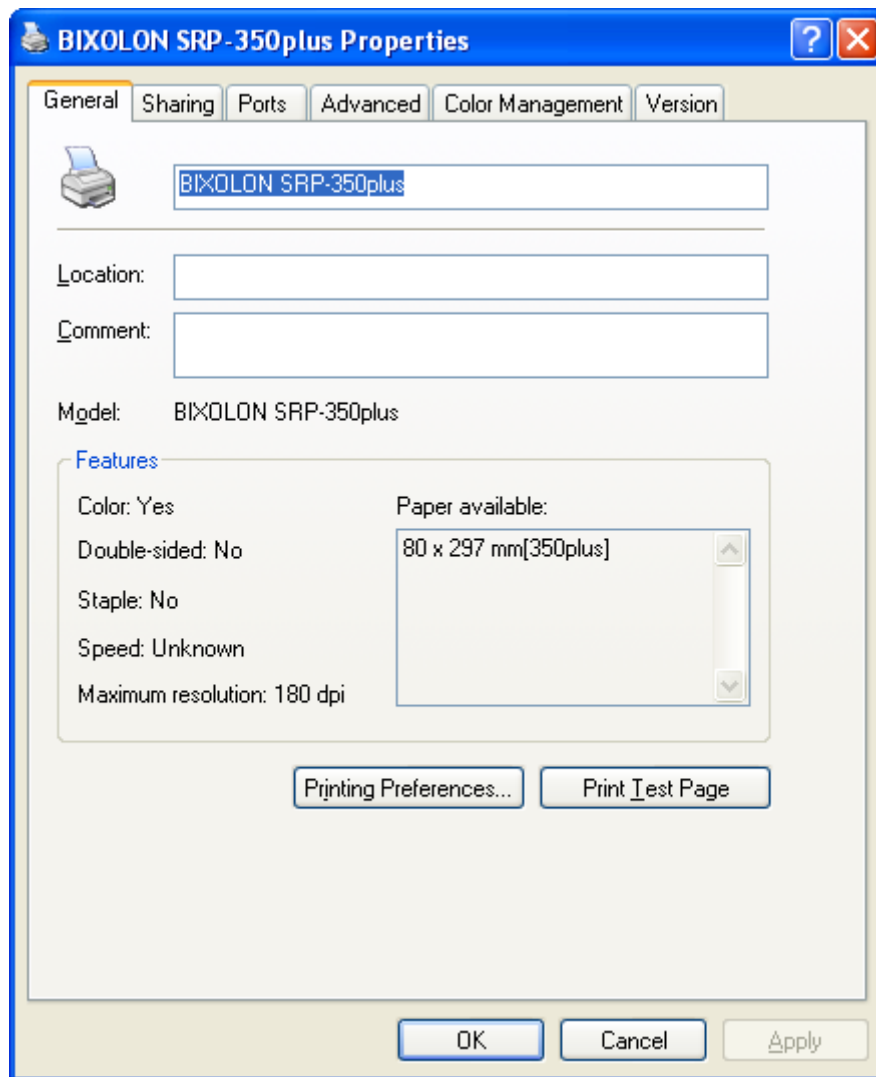 BIXOLON SRP-350plus Properties
General Sharing Ports Advanced Color Management Version
BIXOLON SRP-350plus
Location:
Comment:
Model: BIXOLON SRP-350plus
Features
Color: Yes
Paper available:
Double-sided: No
80 x 297 mm[350plus]
Staple: No
Speed: Unknown
Maximum resolution: 180 dpi
Printing Preferences... Print Test Page
OK Cancel Apply